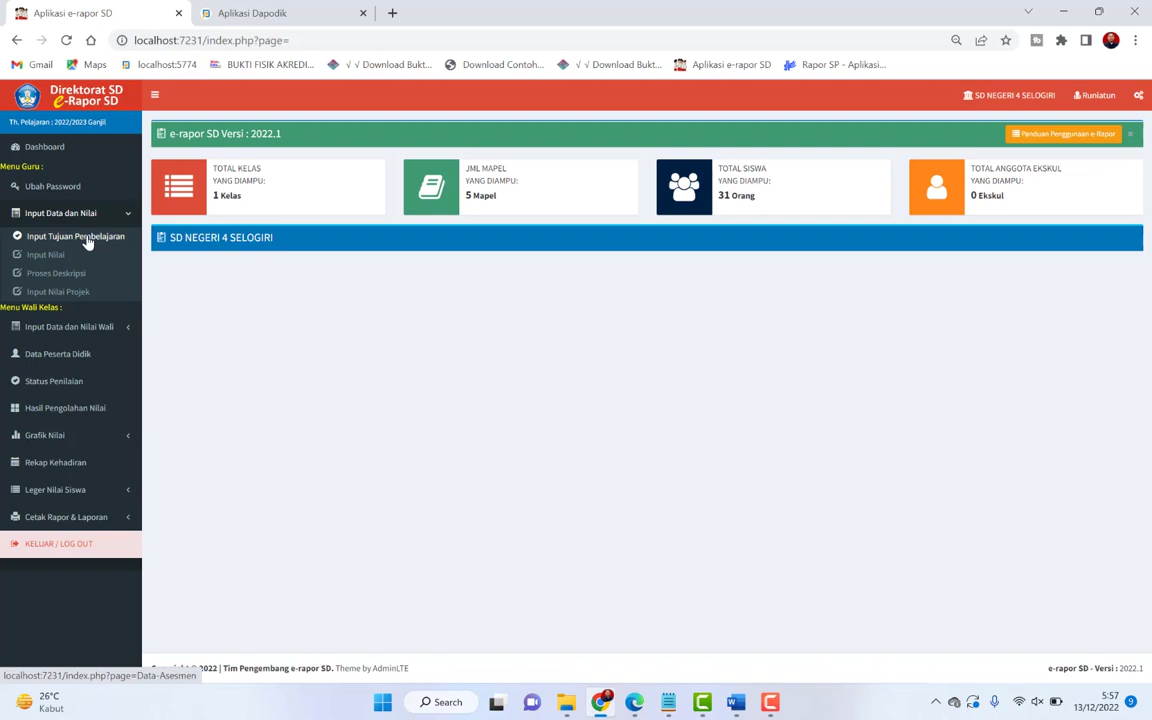 Aplikasi e-rapor SD
Aplikasi Dapodik
localhost:7231/index.php?page=
Gmail
Maps
localhost:5774
BUKTI FISIK AKREDI...
√ √ Download Bukt...
Download Contoh...
√ √ Download Bukt...
Aplikasi e-rapor SD
Rapor SP - Aplikasi...
Direktorat SD
e-Rapor SD
SD NEGERI 4 SELOGIRI
Runiatun
Th. Pelajaran : 2022/2023 Ganjil
e-rapor SD Versi : 2022.1
Panduan Penggunaan e-Rapor
Dashboard
Menu Guru :
Ubah Password
Input Data dan Nilai
Input Tujuan Pembelajaran
Input Nilai
Proses Deskripsi
Input Nilai Projek
Menu Wali Kelas :
Input Data dan Nilai Wali
Data Peserta Didik
Status Penilaian
Hasil Pengolahan Nilai
Grafik Nilai
Rekap Kehadiran
Leger Nilai Siswa
Cetak Rapor & Laporan
KELUAR / LOG OUT
TOTAL KELAS
YANG DIAMPU:
1 Kelas
JML MAPEL
YANG DIAMPU:
5 Mapel
TOTAL SISWA
YANG DIAMPU:
31 Orang
TOTAL ANGGOTA EKSKUL
YANG DIAMPU:
0 Ekskul
SD NEGERI 4 SELOGIRI
2022 | Tim Pengembang e-rapor SD. Theme by AdminLTE
e-rapor SD - Versi : 2022.1
localhost:7231/index.php?page=Data-Asesmen
26°C
Kabut
Search
5:57
13/12/2022
9